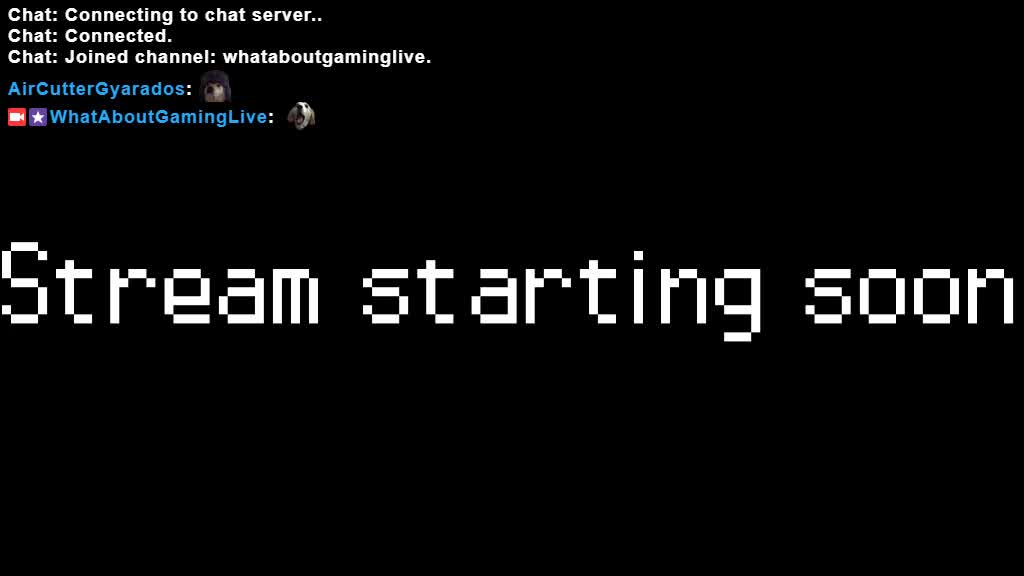 Chat: Connecting to chat server..
Chat: Connected.
Chat: Joined channel: whataboutgaminglive.
AirCutterGyarados:
WhatAboutGamingLive:
Stream starting soon